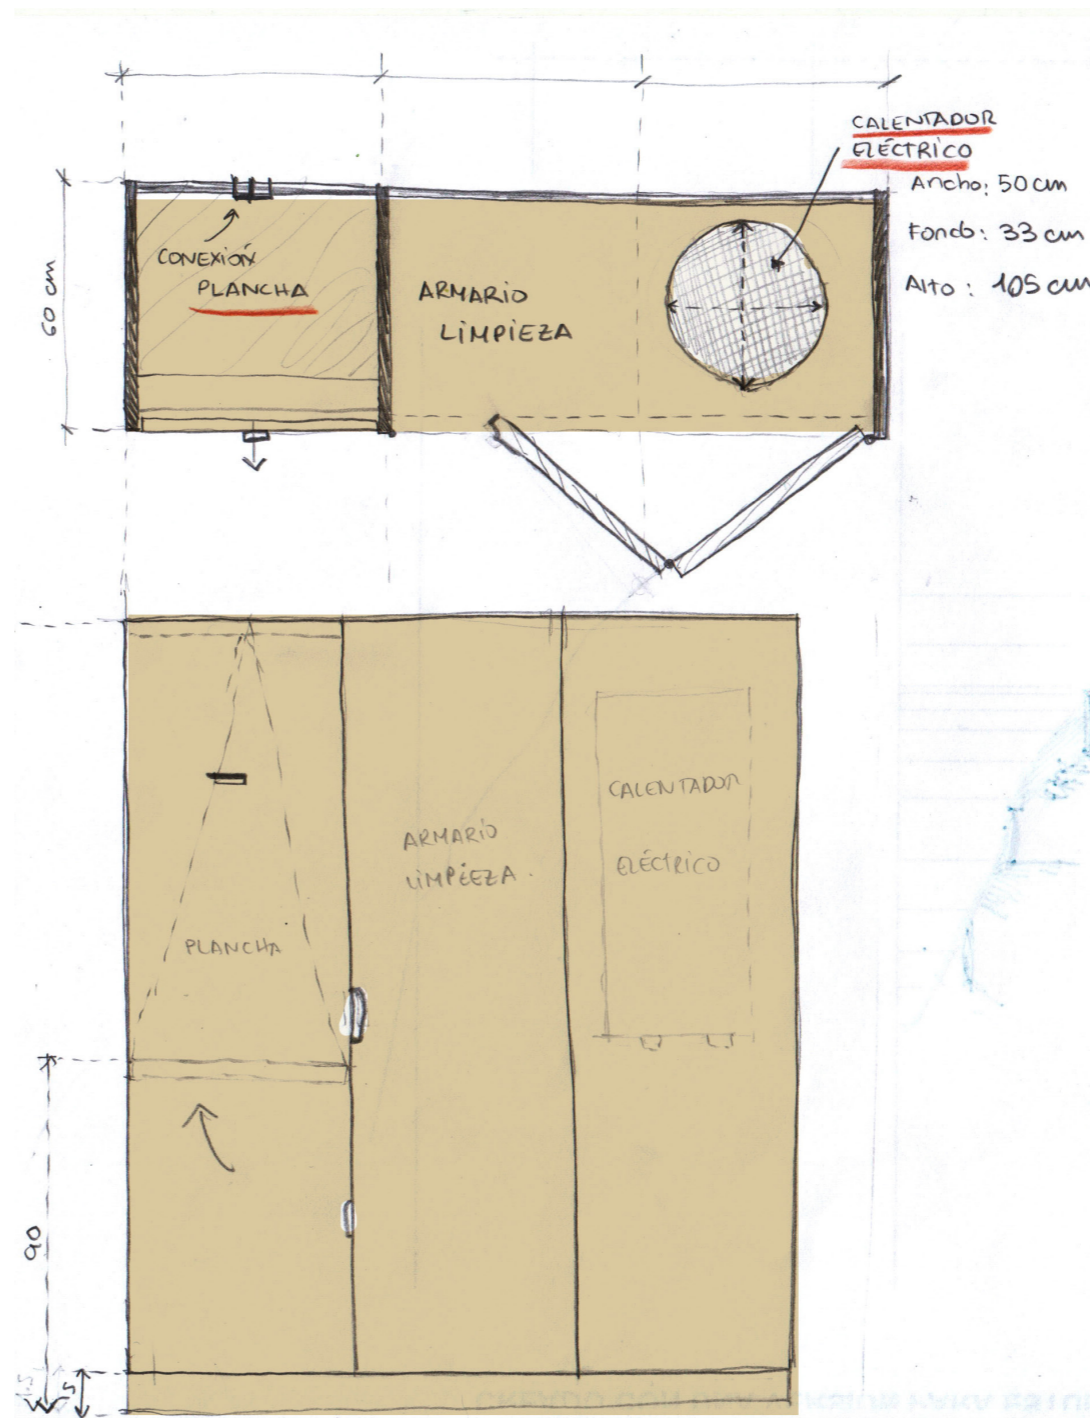 CALENTADOR
ELÉCTRICO
Ancho: 50 cm
Fondo: 33 cm
Alto: 105 cm
CONEXIÓN
PLANCHA
60 cm
ARMARIO
LIMPIEZA
CALENTADOR
ELÉCTRICO
ARMARIO
LIMPIEZA.
PLANCHA
90